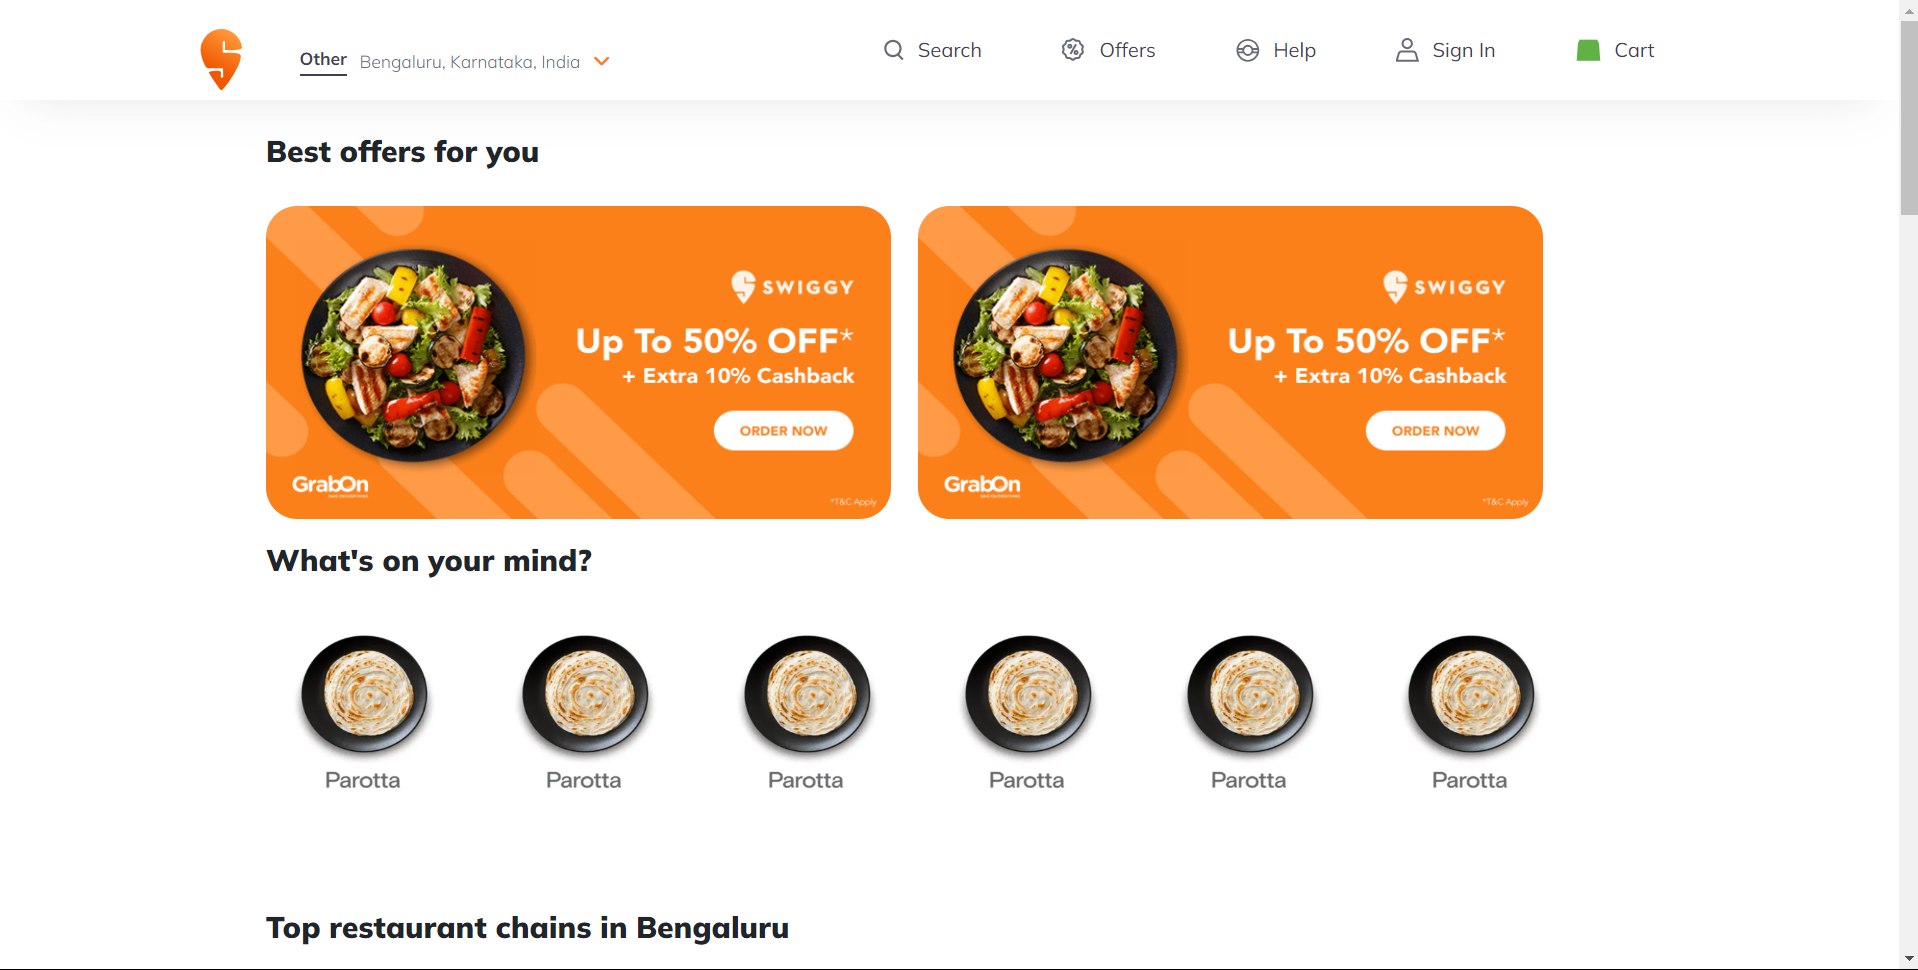 Other Bengaluru, Karnataka, India Search Offers Help Sign In Cart
Best offers for you
SWIGGY
Up To 50% OFF*
+ Extra 10% Cashback
ORDER NOW
GrabOn
*T&C Apply
SWIGGY
Up To 50% OFF*
+ Extra 10% Cashback
ORDER NOW
GrabOn
*T&C Apply
What's on your mind?
Parotta Parotta Parotta Parotta Parotta Parotta
Top restaurant chains in Bengaluru